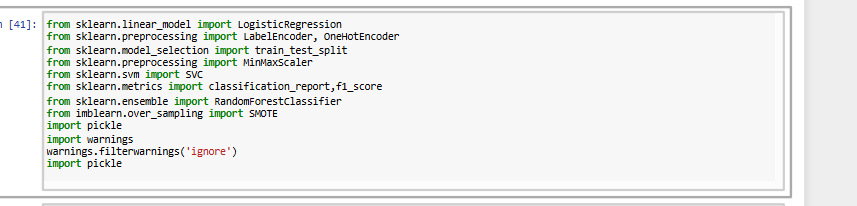 [41]:
from sklearn.linear_model import LogisticRegression
from sklearn.preprocessing import LabelEncoder, OneHotEncoder
from sklearn.model_selection import train_test_split
from sklearn.preprocessing import MinMaxScaler
from sklearn.svm import SVC
from sklearn.metrics import classification_report,f1_score
from sklearn.ensemble import RandomForestClassifier
from imblearn.over_sampling import SMOTE
import pickle
import warnings
warnings.filterwarnings('ignore')
import pickle